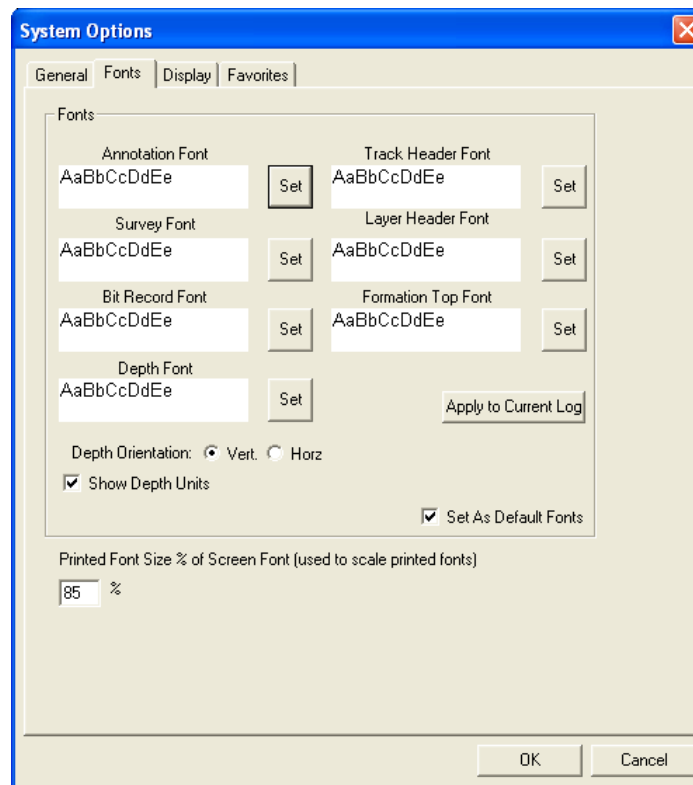 System Options
General Fonts Display Favorites
Fonts
Annotation Font Track Header Font
AaBbCcDdEe Set AaBbCcDdEe Set
Survey Font Layer Header Font
AaBbCcDdEe Set AaBbCcDdEe Set
Bit Record Font Formation Top Font
AaBbCcDdEe Set AaBbCcDdEe Set
Depth Font
AaBbCcDdEe Set Apply to Current Log
Depth Orientation: Vert. Horz
Show Depth Units
Set As Default Fonts
Printed Font Size % of Screen Font (used to scale printed fonts)
85 %
OK Cancel